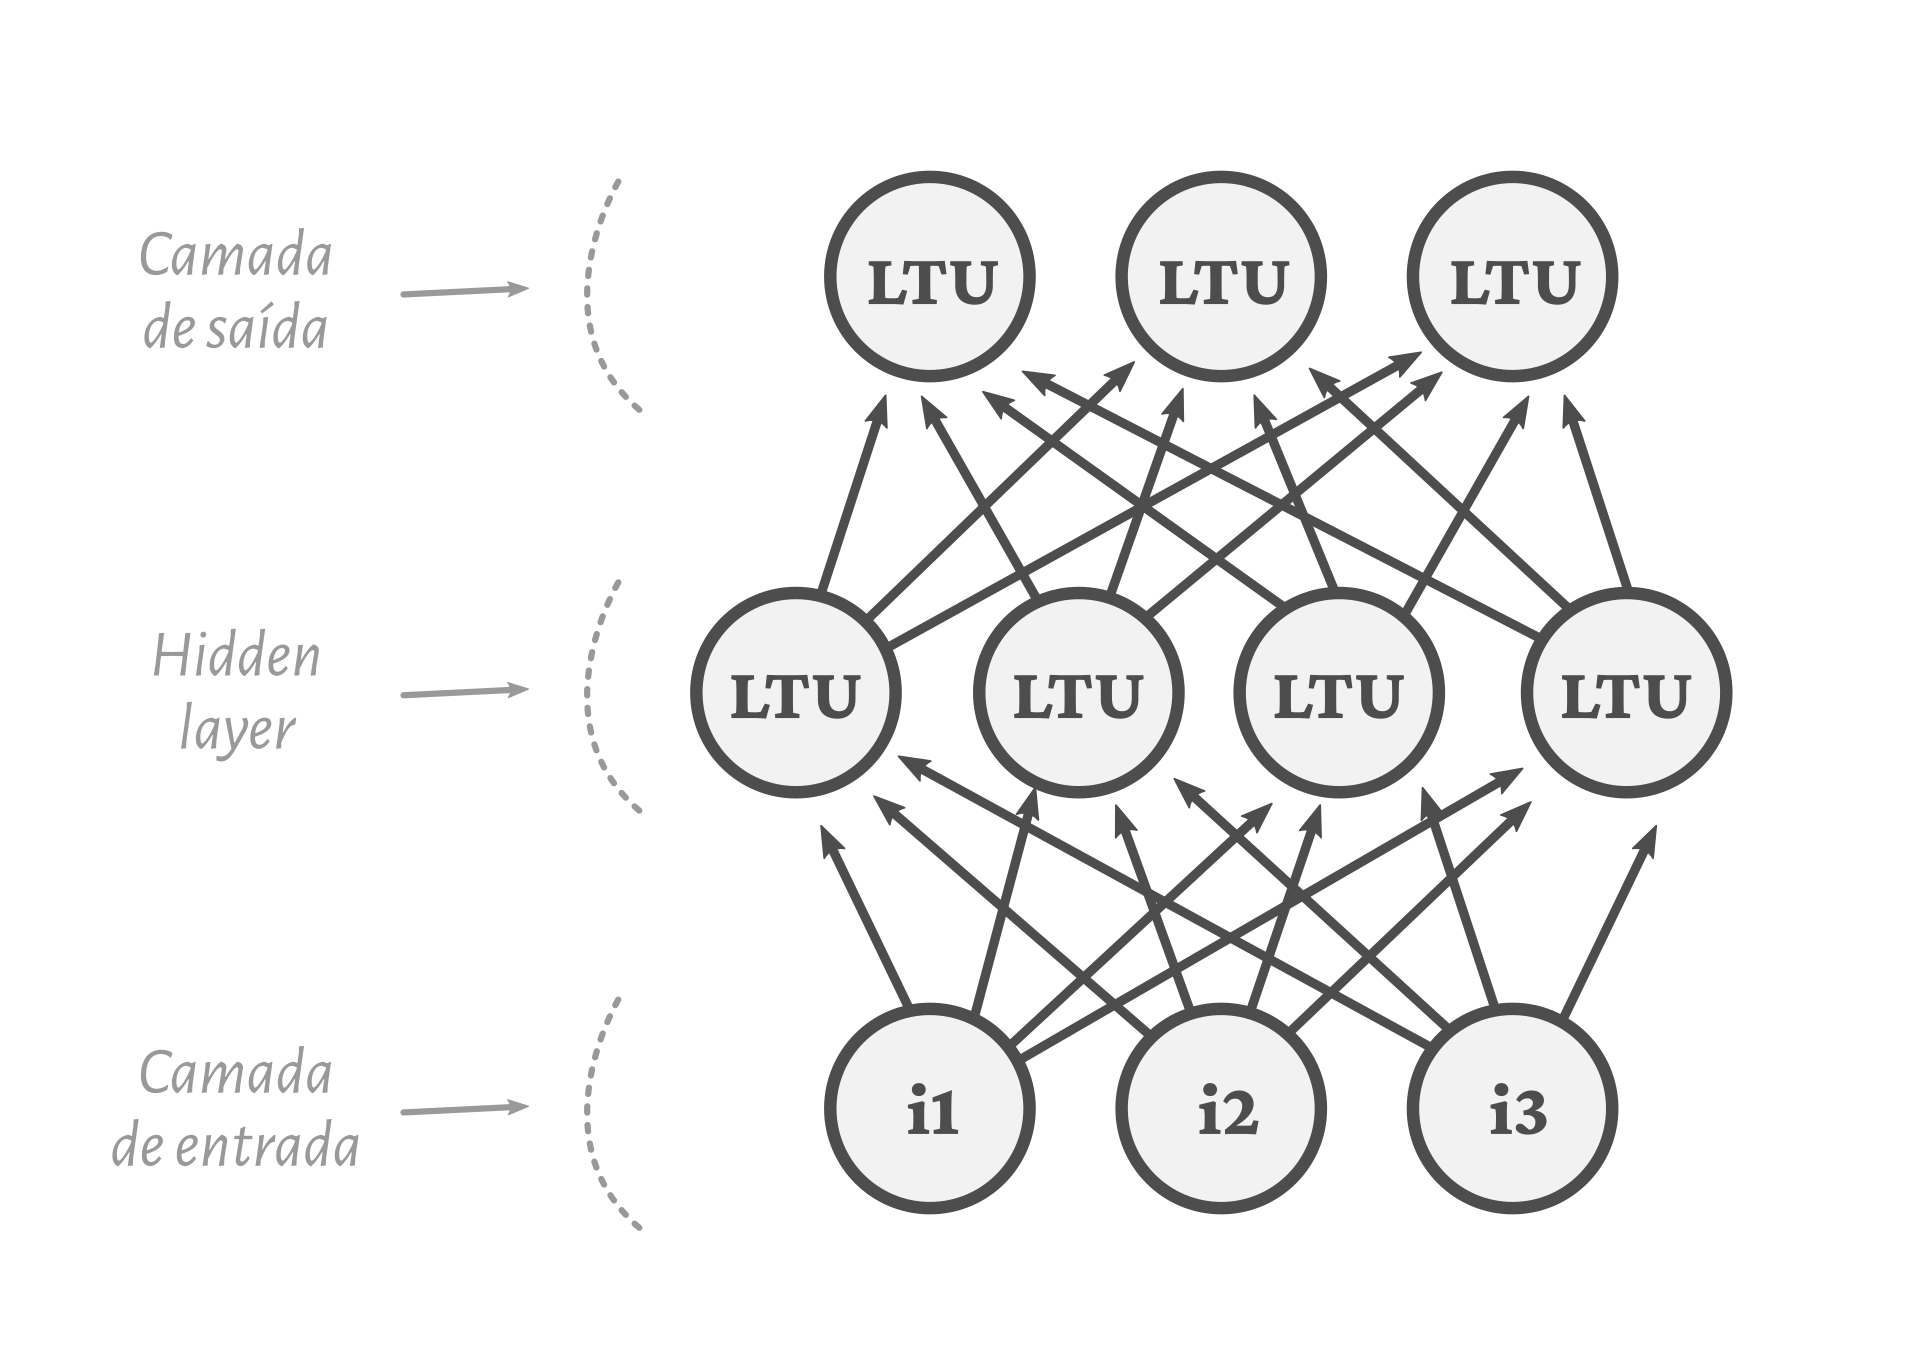 Camada
de saída
LTU
LTU
LTU
Hidden
layer
LTU
LTU
LTU
LTU
Camada
de entrada
i1
i2
i3